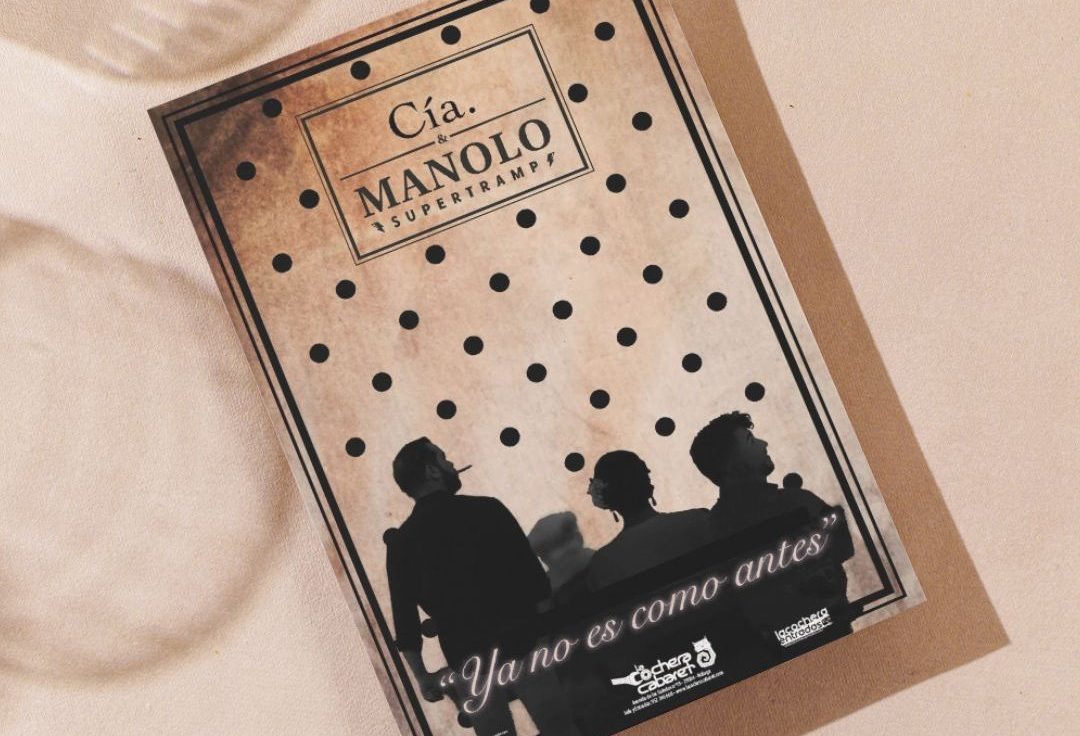 Cía.
&
MANOLO
SUPERTRAMP
“Ya no es como antes”
la
cochera
cabaret
lacochera
entradas